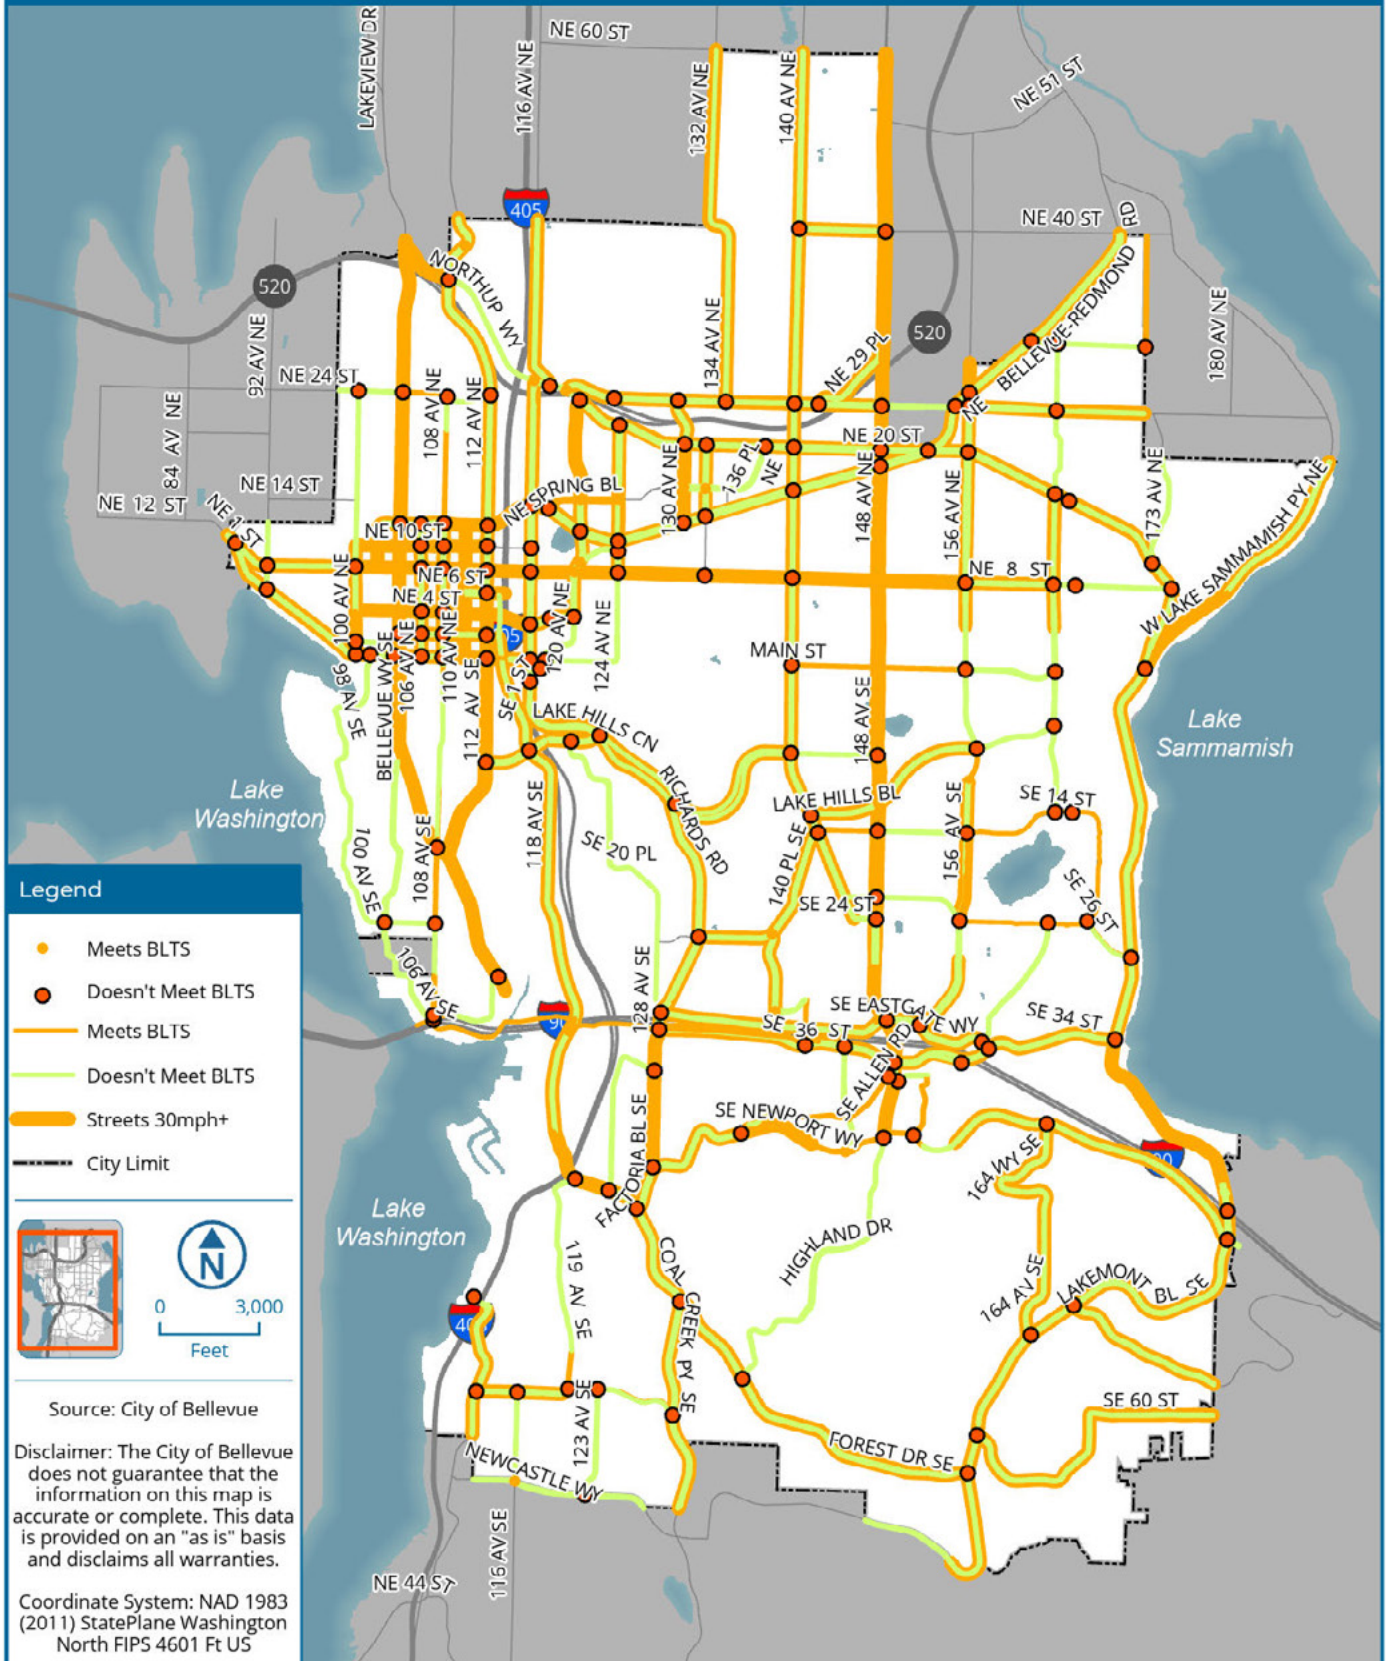 LAKEVIEW DR
NE 60 ST
116 AV NE
132 AV NE
140 AV NE
NE 51 ST
405
NE 40 ST
RD
NORTHUP WY
BELLEVUE-REDMOND
520
92 AV NE
134 AV NE
NE 29 PL
520
180 AV NE
NE 24 ST
108 AV NE
112 AV NE
NE
84 AV NE
NE 20 ST
130 AV NE
136 PL
NE
148 AV NE
NE 14 ST
NE SPRING BL
156 AV NE
173 AV NE
NE 12 ST
NE 1 ST
NE 10 ST
W LAKE SAMMAMISH PY NE
100 AV NE
NE 6 ST
NE 8 ST
NE 4 ST
120 AV NE
124 AV NE
05
MAIN ST
98 AV SE
BELLEVUE WY SE
106 AV NE
110 AV NE
112 AV SE
SE 1 ST
LAKE HILLS CN
148 AV SE
Lake
Sammamish
Lake
Washington
RICHARDS RD
LAKE HILLS BL
SE 14 ST
100 AV SE
108 AV SE
118 AV SE
SE 20 PL
140 PL SE
156 AV SE
SE 24 ST
SE 26 ST
106 AV SE
128 AV SE
90
SE 36 ST
SE EASTGATE WY
SE 34 ST
SE ALLEN RD
FACTORIA BL SE
SE NEWPORT WY
164 WY SE
90
Lake
Washington
HIGHLAND DR
119 AV SE
COAL CREEK PY SE
164 AV SE
LAKEMONT BL SE
40
123 AV SE
SE 60 ST
FOREST DR SE
NEWCASTLE WY
116 AV SE
NE 44 ST
Legend
Meets BLTS
Doesn't Meet BLTS
Meets BLTS
Doesn't Meet BLTS
Streets 30mph+
City Limit
N
0 3,000
Feet
Source: City of Bellevue
Disclaimer: The City of Bellevue
does not guarantee that the
information on this map is
accurate or complete. This data
is provided on an "as is" basis
and disclaims all warranties.
Coordinate System: NAD 1983
(2011) StatePlane Washington
North FIPS 4601 Ft US